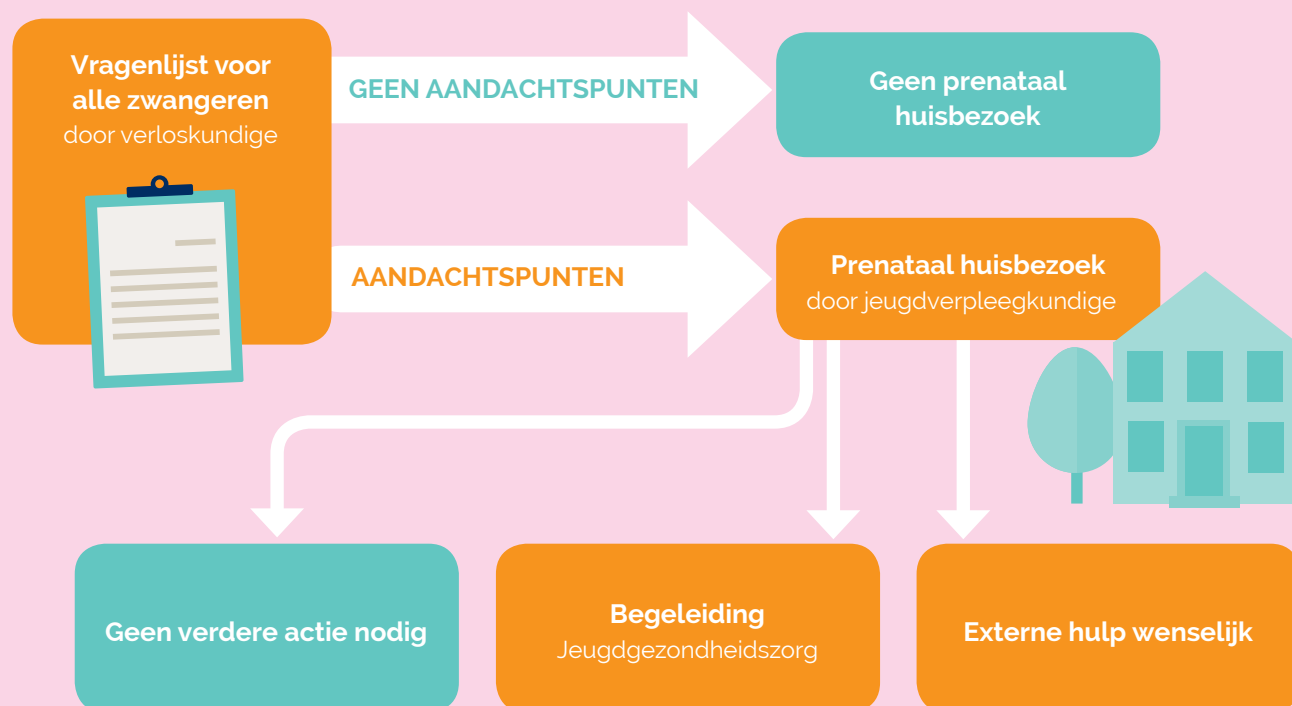 Vragenlijst voor
alle zwangeren
door verloskundige
GEEN AANDACHTSPUNTEN
Geen prenataal
huisbezoek
AANDACHTSPUNTEN
Prenataal huisbezoek
door jeugdverpleegkundige
Geen verdere actie nodig
Begeleiding
Jeugdgezondheidszorg
Externe hulp wenselijk